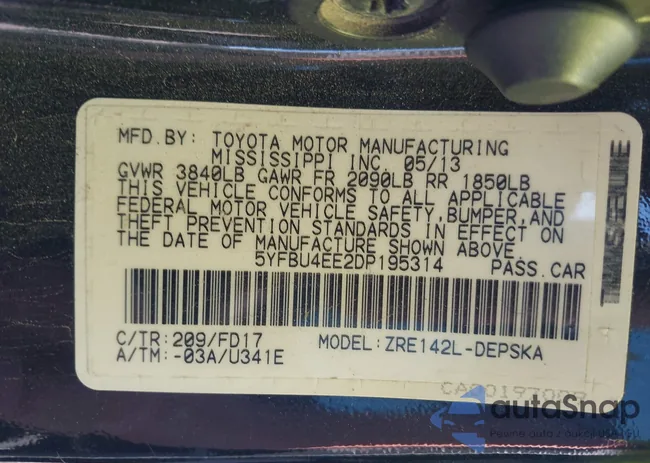 MFD.BY: TOYOTA MOTOR MANUFACTURING
MISSISSIPPI INC. 05/13
GVWR 3840LB GAWR FR 2090LB RR 1850LB
THIS VEHICLE CONFORMS TO ALL APPLICABLE
FEDERAL MOTOR VEHICLE SAFETY,BUMPER,AND
THEFT PREVENTION STANDARDS IN EFFECT ON
THE DATE OF MANUFACTURE SHOWN ABOVE.
5YFBU4EE2DP195314 PASS.CAR
C/TR:209/FD17 MODEL:ZRE142L-DEPSKA
A/TM:-03A/U341E
autoSnap